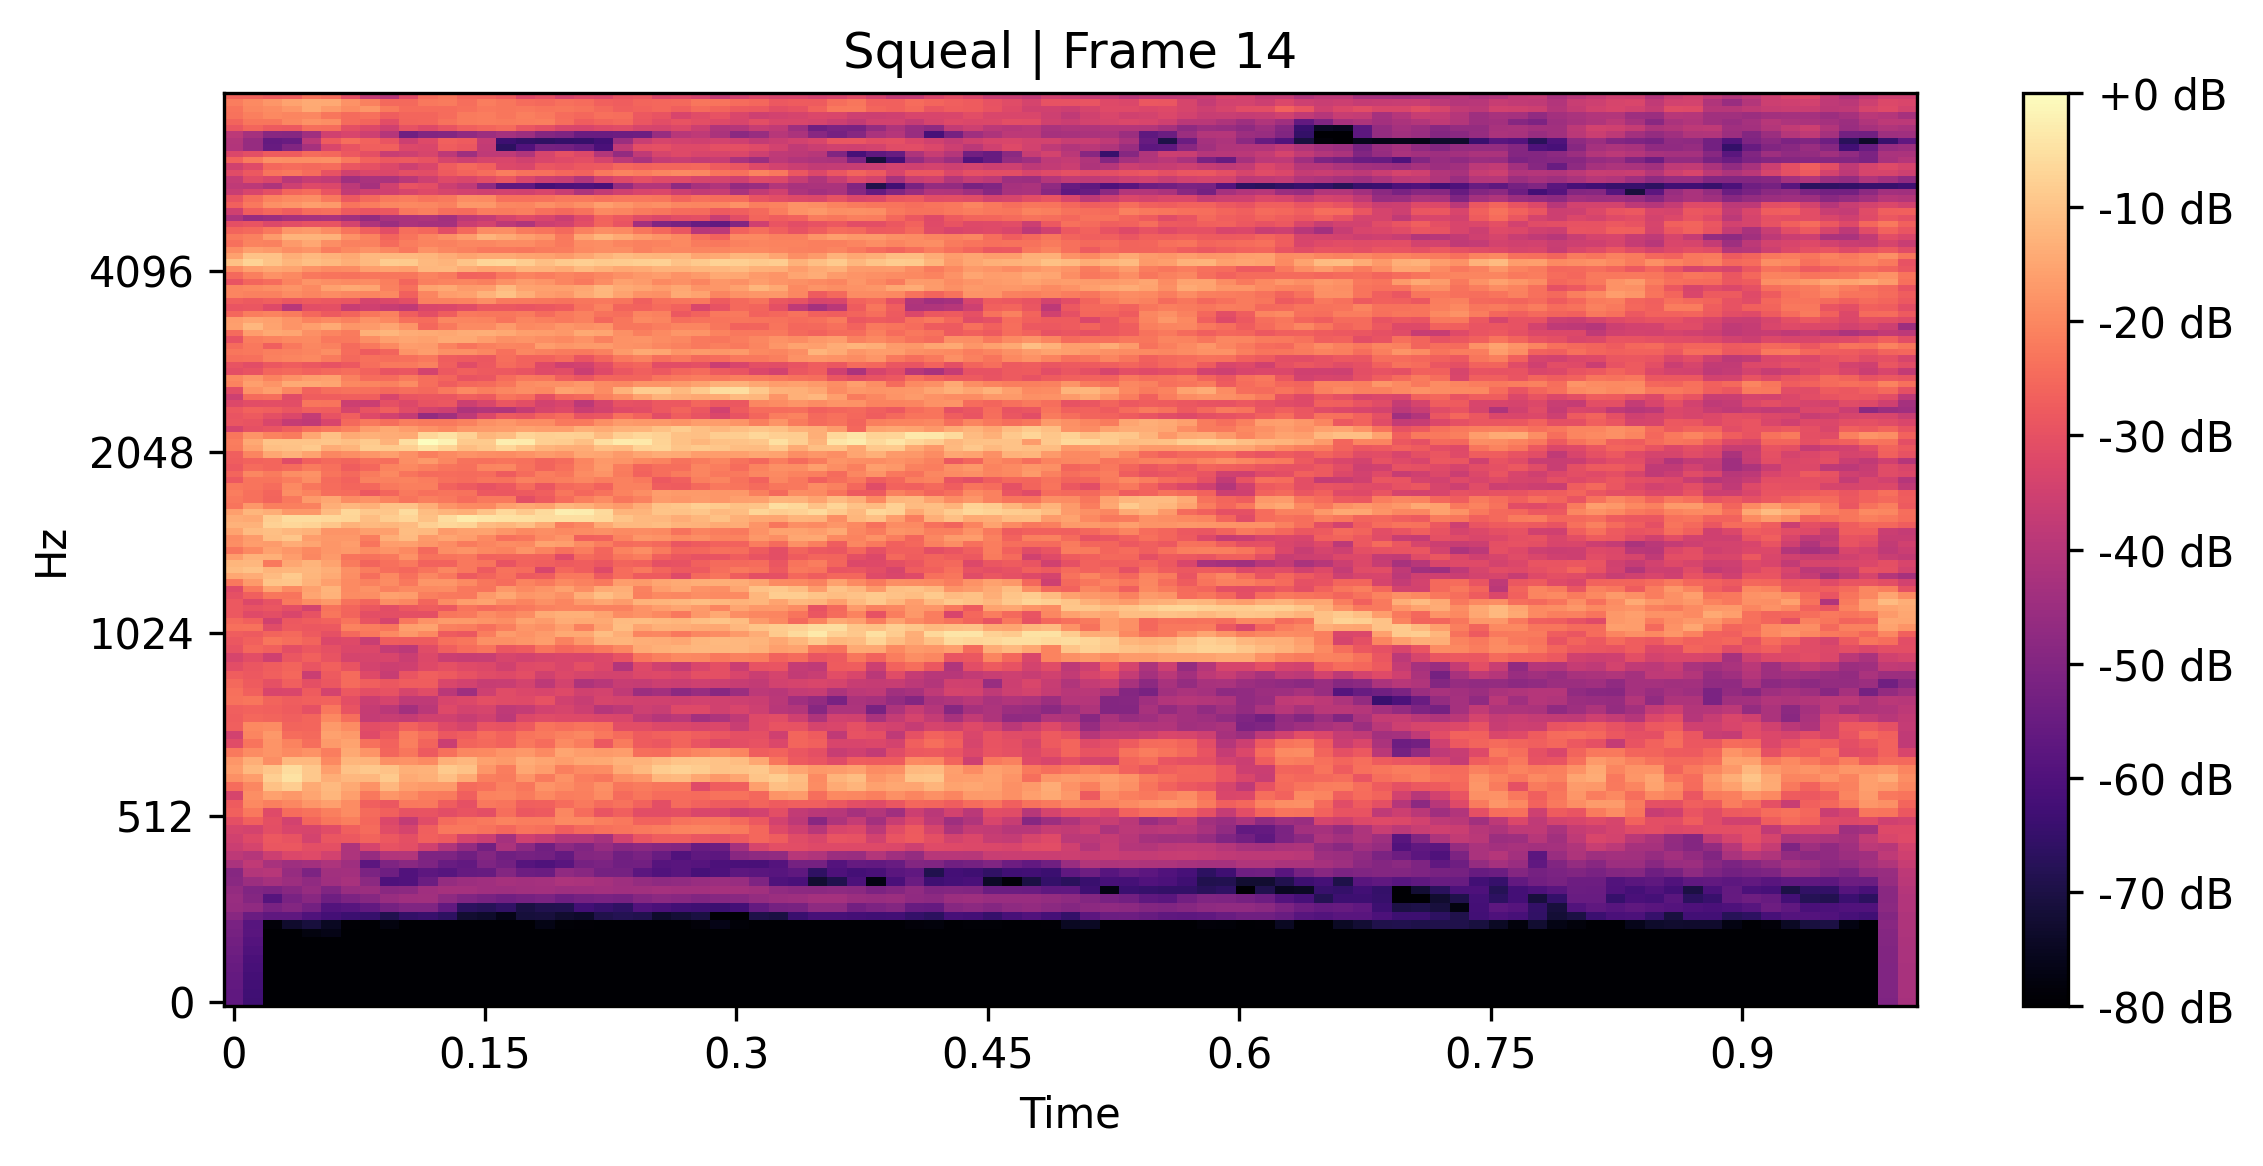 Squeal | Frame 14
Hz
4096
2048
1024
512
0
0 0.15 0.3 0.45 0.6 0.75 0.9
Time
+0 dB
-10 dB
-20 dB
-30 dB
-40 dB
-50 dB
-60 dB
-70 dB
-80 dB